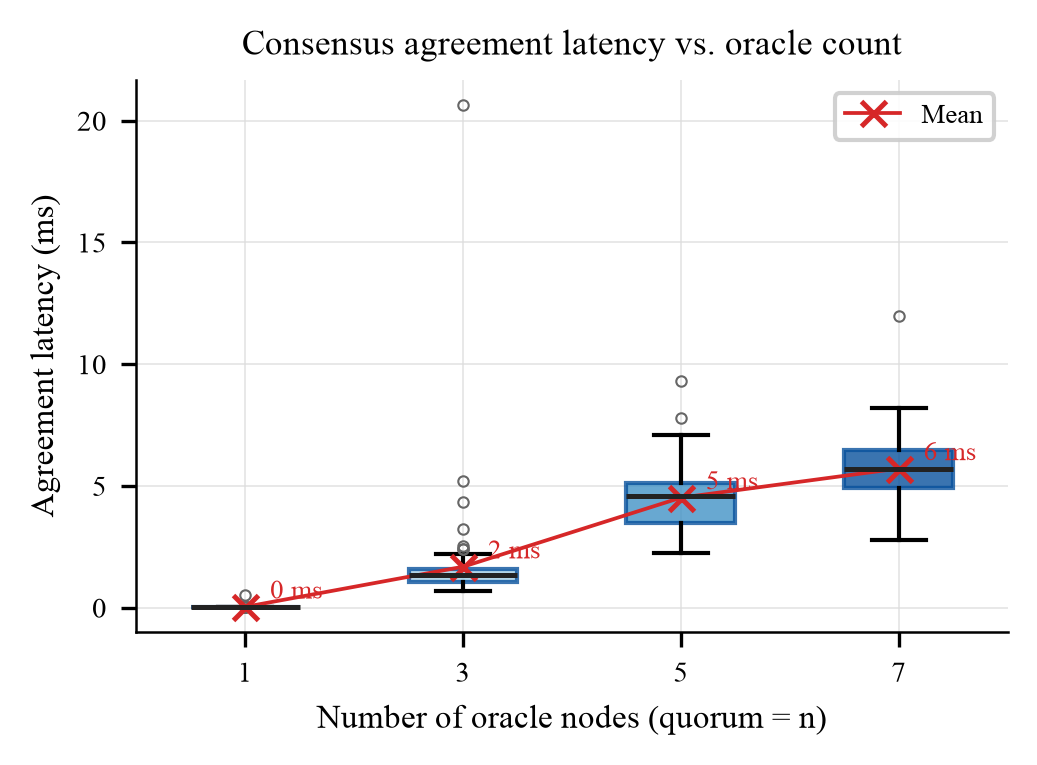 Consensus agreement latency vs. oracle count
Mean
Agreement latency (ms)
20
15
10
5
0
0 ms
2 ms
5 ms
6 ms
1
3
5
7
Number of oracle nodes (quorum = n)